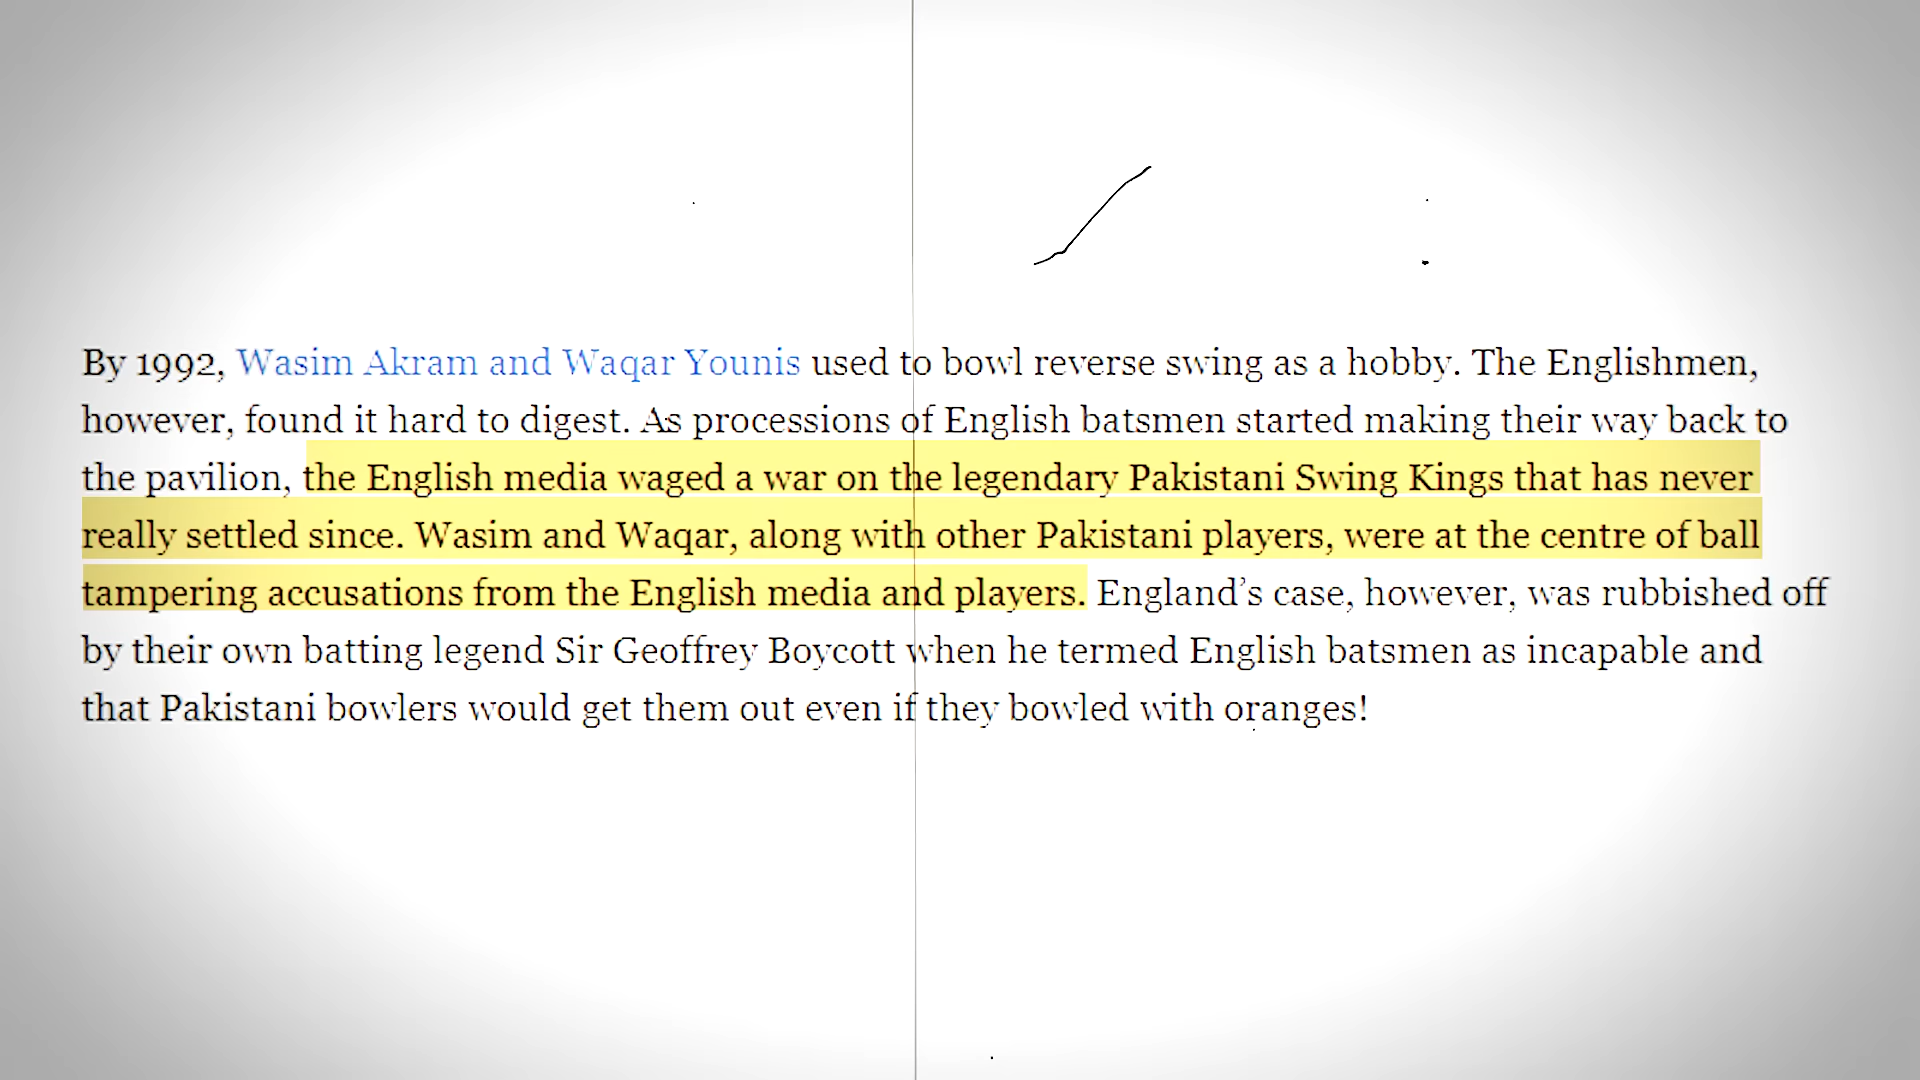 By 1992, Wasim Akram and Waqar Younis used to bowl reverse swing as a hobby. The Englishmen,
however, found it hard to digest. As processions of English batsmen started making their way back to
the pavilion, the English media waged a war on the legendary Pakistani Swing Kings that has never
really settled since. Wasim and Waqar, along with other Pakistani players, were at the centre of ball
tampering accusations from the English media and players. England’s case, however, was rubbished off
by their own batting legend Sir Geoffrey Boycott when he termed English batsmen as incapable and
that Pakistani bowlers would get them out even if they bowled with oranges!